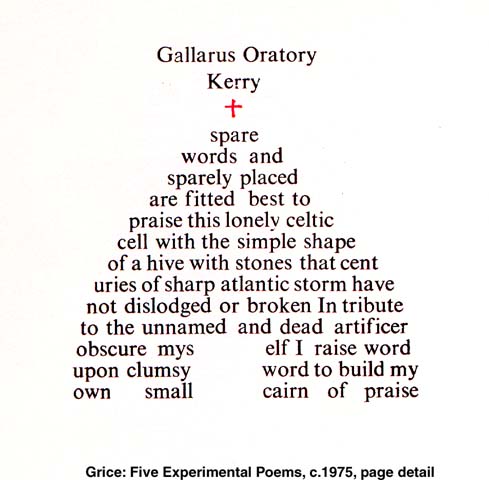 Gallarus Oratory
Kerry
spare
words and
sparely placed
are fitted best to
praise this lonely celtic
cell with the simple shape
of a hive with stones that cent
uries of sharp atlantic storm have
not dislodged or broken In tribute
to the unnamed and dead artificer
obscure mys elf I raise word
upon clumsy word to build my
own small cairn of praise
Grice: Five Experimental Poems, c.1975, page detail